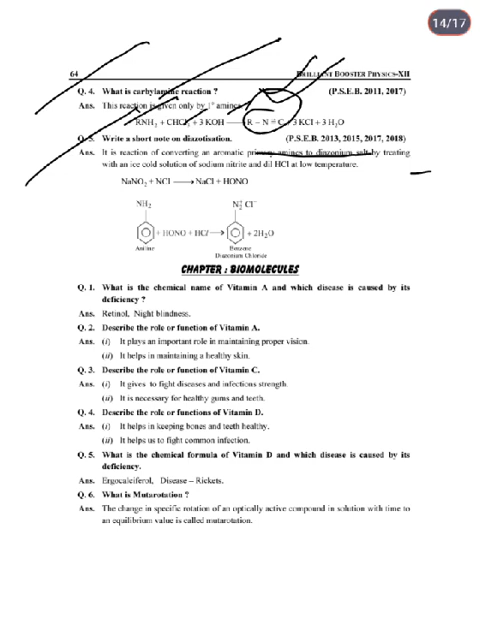 14/17
64 BRILLIANT BOOSTER PHYSICS-XII
Q. 4. What is carbylamine reaction ? (P.S.E.B. 2011, 2017)
Ans. This reaction is given only by 1° amines
RNH₂ + CHCl₃ + 3 KOH ⟶ R – N ≡ C + 3 KCl + 3 H₂O
Q. 5. Write a short note on diazotisation. (P.S.E.B. 2013, 2015, 2017, 2018)
Ans. It is reaction of converting an aromatic primary amines to diazonium salt by treating
with an ice cold solution of sodium nitrite and dil HCl at low temperature.
NaNO₂ + NCl ⟶ NaCl + HONO
NH₂ N₂⁺ Cl⁻
+ HONO + HCl ⟶ + 2H₂O
Aniline Benzene
Diazonium Chloride
CHAPTER : BIOMOLECULES
Q. 1. What is the chemical name of Vitamin A and which disease is caused by its
deficiency ?
Ans. Retinol, Night blindness.
Q. 2. Describe the role or function of Vitamin A.
Ans. (i) It plays an important role in maintaining proper vision.
(ii) It helps in maintaining a healthy skin.
Q. 3. Describe the role or function of Vitamin C.
Ans. (i) It gives to fight diseases and infections strength.
(ii) It is necessary for healthy gums and teeth.
Q. 4. Describe the role or functions of Vitamin D.
Ans. (i) It helps in keeping bones and teeth healthy.
(ii) It helps us to fight common infection.
Q. 5. What is the chemical formula of Vitamin D and which disease is caused by its
deficiency.
Ans. Ergocalciferol, Disease – Rickets.
Q. 6. What is Mutarotation ?
Ans. The change in specific rotation of an optically active compound in solution with time to
an equilibrium value is called mutarotation.